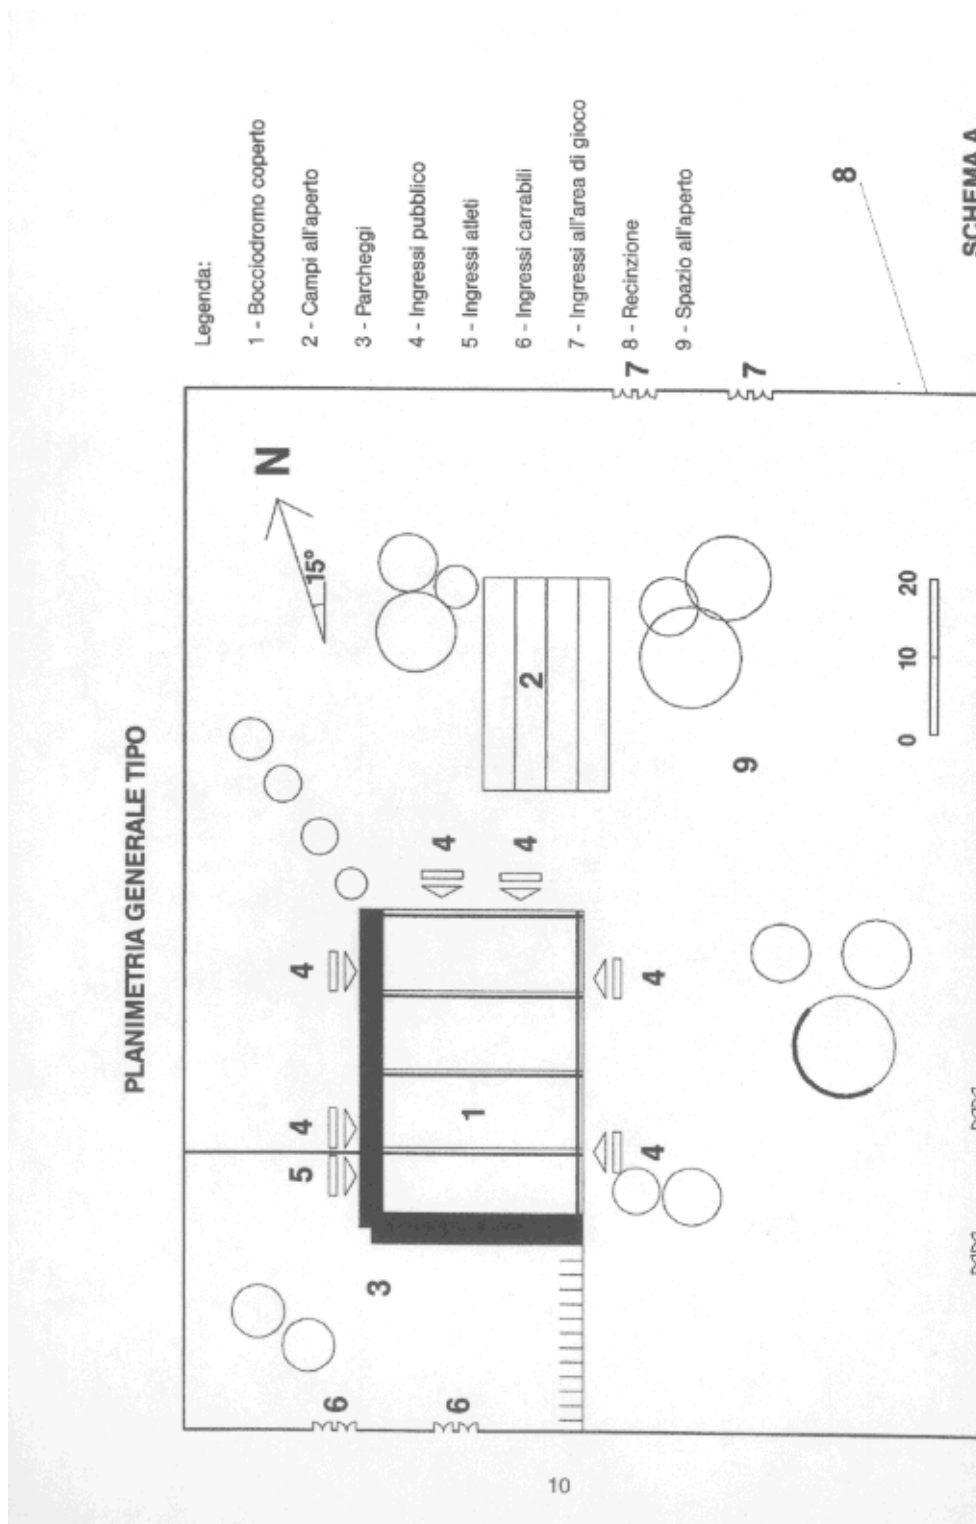 PLANIMETRIA GENERALE TIPO
Legenda:
1 - Bocciodromo coperto
2 - Campi all'aperto
3 - Parcheggi
4 - Ingressi pubblico
5 - Ingressi atleti
6 - Ingressi carrabili
7 - Ingressi all'area di gioco
8 - Recinzione
9 - Spazio all'aperto
N
15°
6
6
3
5
4
4
4
4
1
4
4
2
7
7
9
8
0 10 20
SCHEMA A
10